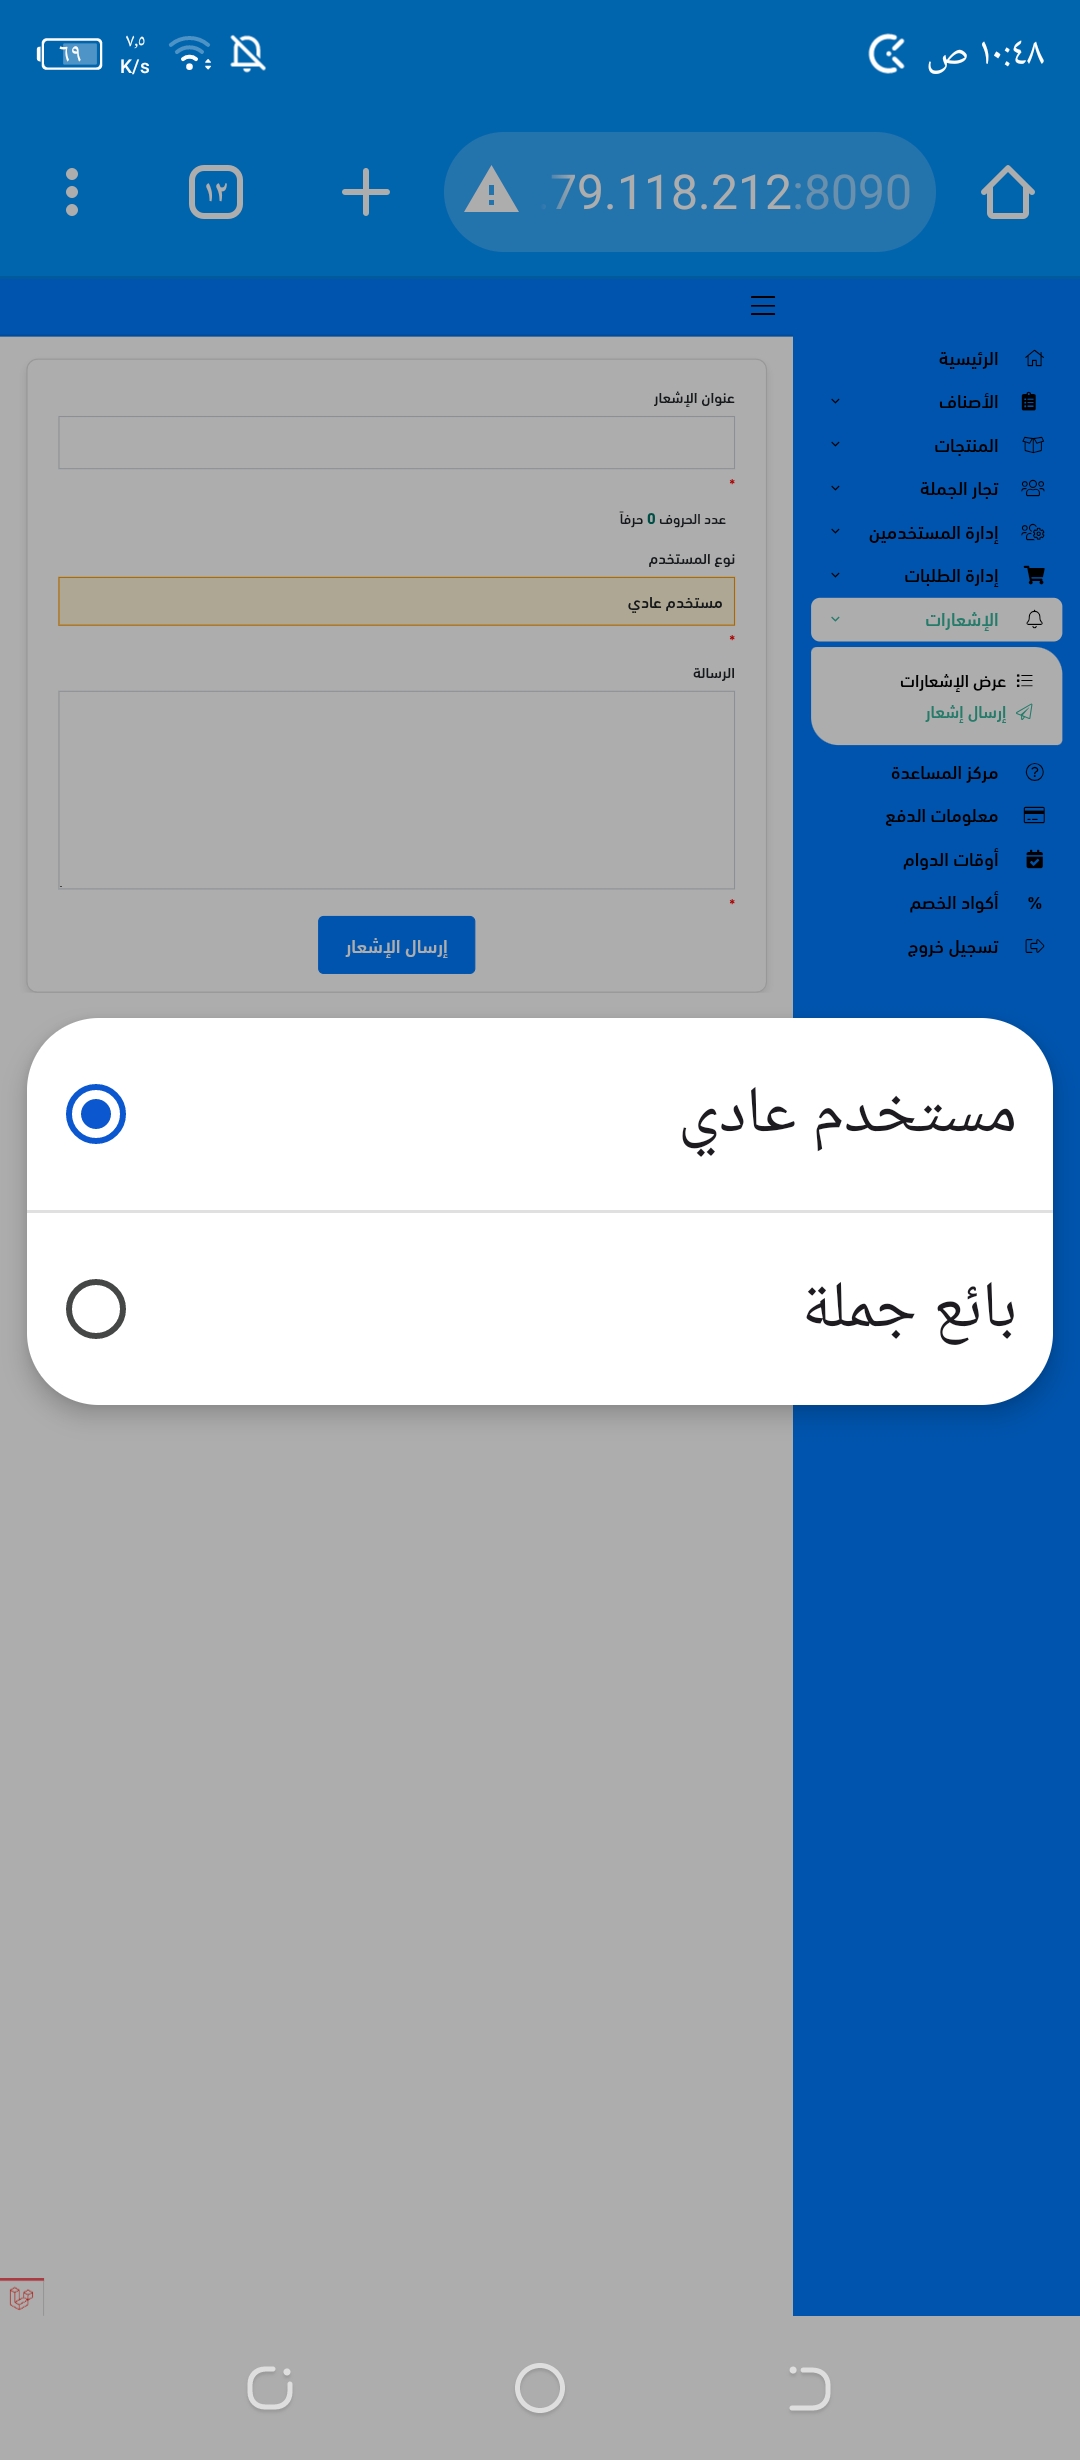 ١٠:٤٨ ص
٧,٥
K/s
٦٩
79.118.212:8090
١٢
الرئيسية
الأصناف
المنتجات
تجار الجملة
إدارة المستخدمين
إدارة الطلبات
الإشعارات
عرض الإشعارات
إرسال إشعار
مركز المساعدة
معلومات الدفع
أوقات الدوام
أكواد الخصم
%
تسجيل خروج
عنوان الإشعار
*
عدد الحروف 0 حرفاً
نوع المستخدم
مستخدم عادي
*
الرسالة
.
*
إرسال الإشعار
مستخدم عادي
بائع جملة